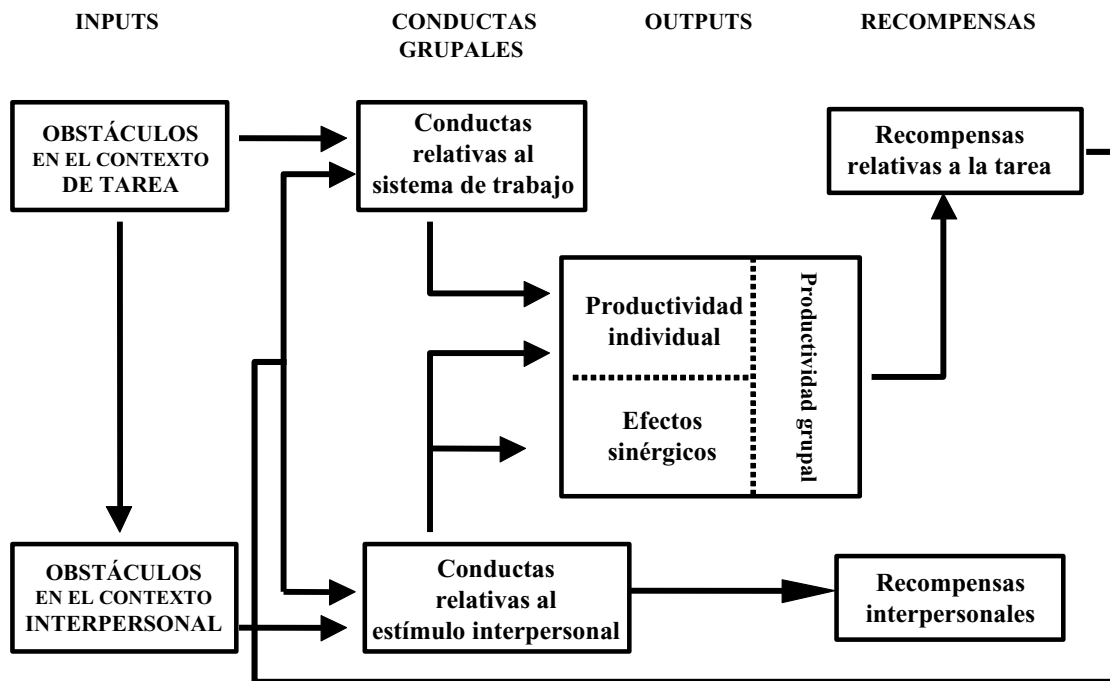 INPUTS
CONDUCTAS
GRUPALES
OUTPUTS
RECOMPENSAS
OBSTÁCULOS
EN EL CONTEXTO
DE TAREA
Conductas
relativas al
sistema de trabajo
Recompensas
relativas a la tarea
Productividad
individual
Efectos
sinérgicos
Productividad grupal
OBSTÁCULOS
EN EL CONTEXTO
INTERPERSONAL
Conductas
relativas al
estímulo interpersonal
Recompensas
interpersonales